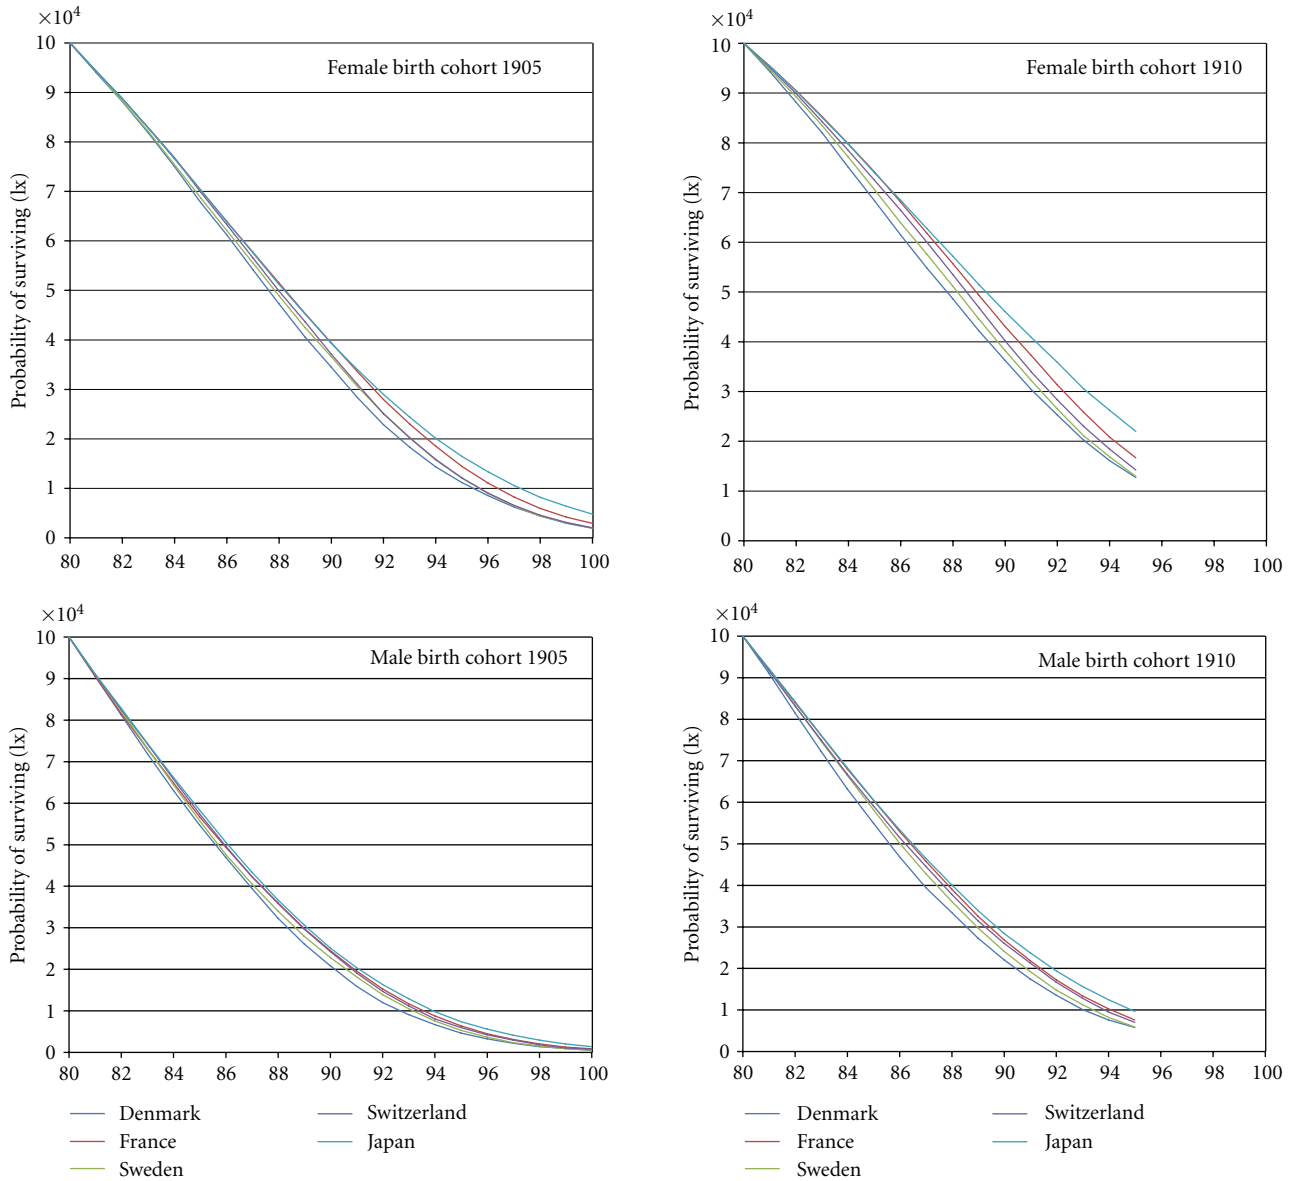 ×10⁴
Female birth cohort 1905
Probability of surviving (lx)
10
9
8
7
6
5
4
3
2
1
0
80 82 84 86 88 90 92 94 96 98 100
×10⁴
Female birth cohort 1910
Probability of surviving (lx)
10
9
8
7
6
5
4
3
2
1
0
80 82 84 86 88 90 92 94 96 98 100
×10⁴
Male birth cohort 1905
Probability of surviving (lx)
10
9
8
7
6
5
4
3
2
1
0
80 82 84 86 88 90 92 94 96 98 100
Denmark
France
Sweden
Switzerland
Japan
×10⁴
Male birth cohort 1910
Probability of surviving (lx)
10
9
8
7
6
5
4
3
2
1
0
80 82 84 86 88 90 92 94 96 98 100
Denmark
France
Sweden
Switzerland
Japan